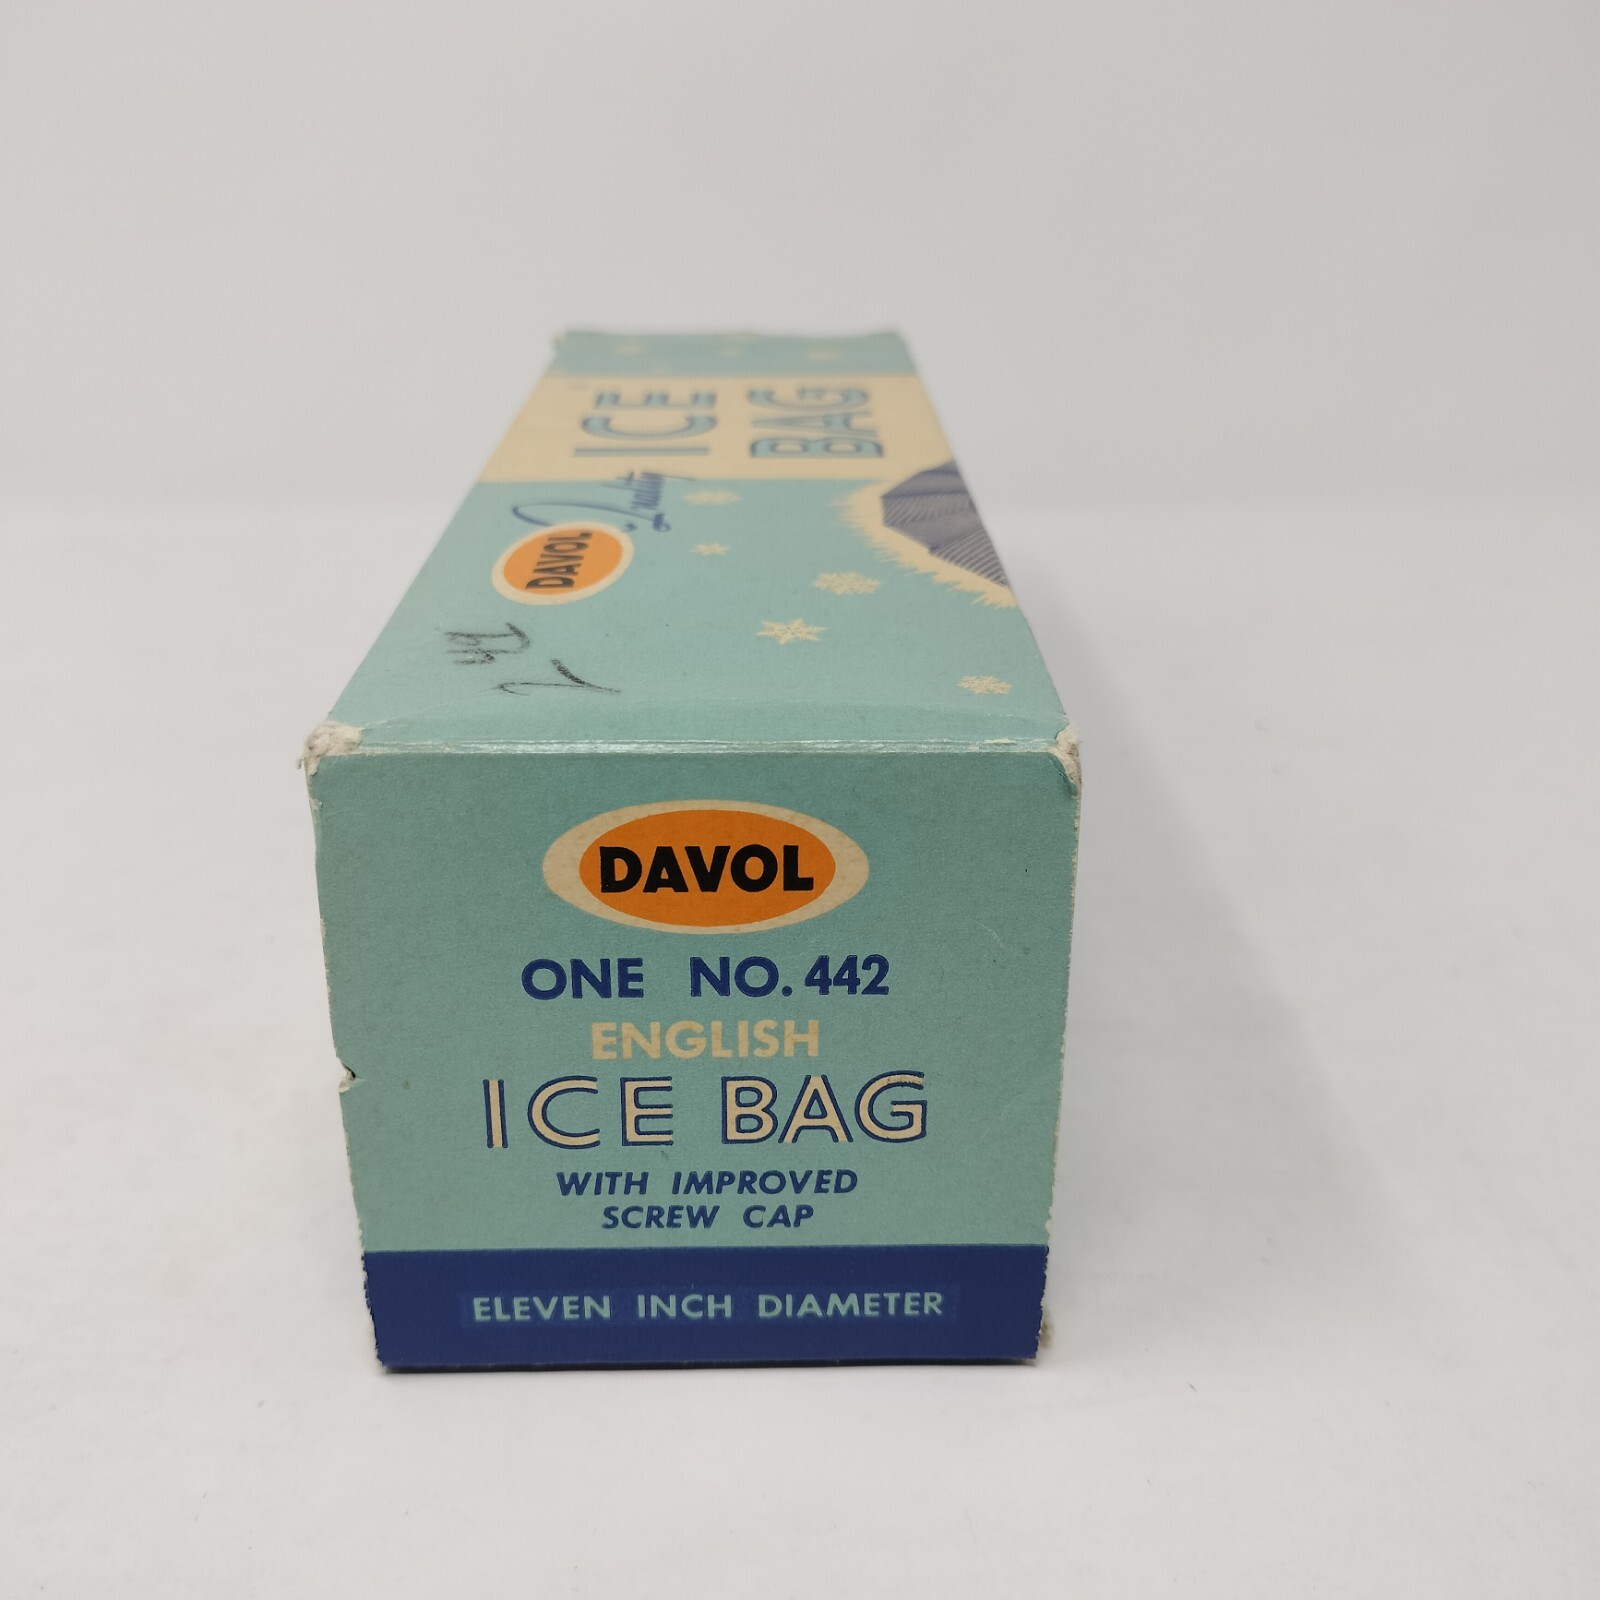 ICE
BAG
DAVOL Quality
DAVOL
ONE NO. 442
ENGLISH
ICE BAG
WITH IMPROVED
SCREW CAP
ELEVEN INCH DIAMETER